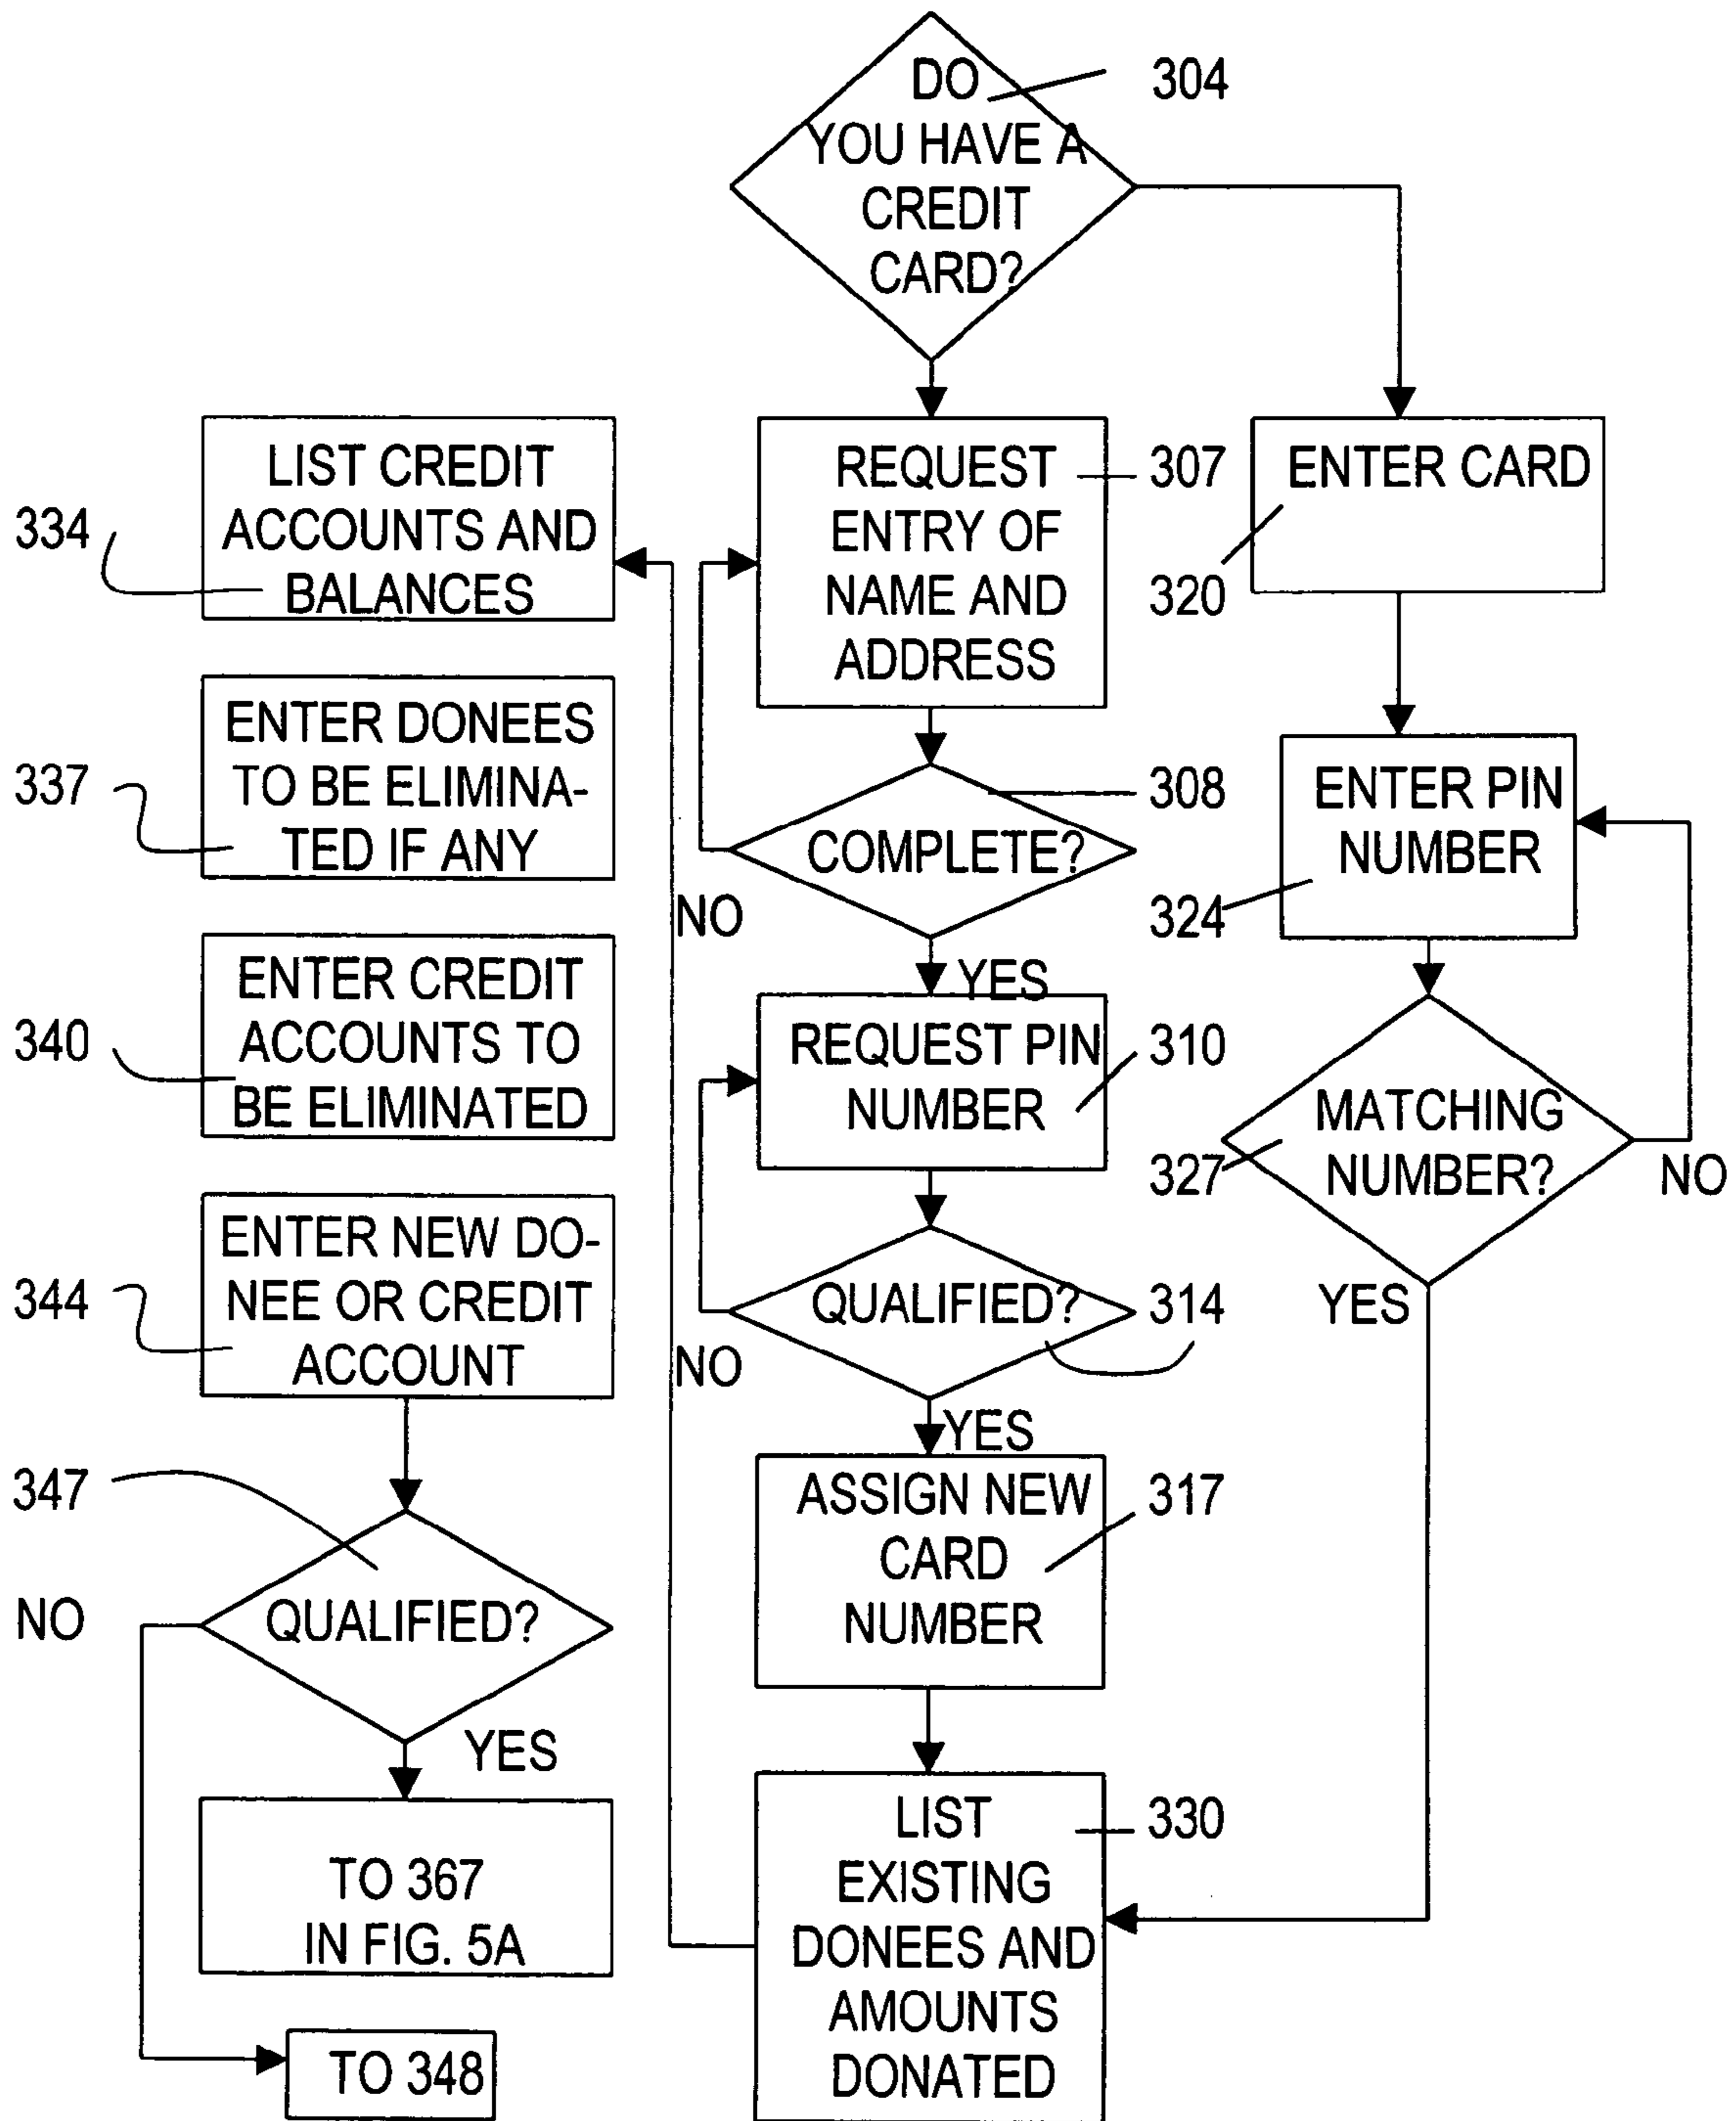 DO
YOU HAVE A
CREDIT
CARD?
304
REQUEST
ENTRY OF
NAME AND
ADDRESS
307
COMPLETE?
308
NO
YES
REQUEST PIN
NUMBER
310
QUALIFIED?
314
NO
YES
ASSIGN NEW
CARD
NUMBER
317
LIST
EXISTING
DONEES AND
AMOUNTS
DONATED
330
ENTER CARD
320
ENTER PIN
NUMBER
324
MATCHING
NUMBER?
327
NO
YES
LIST CREDIT
ACCOUNTS AND
BALANCES
334
ENTER DONEES
TO BE ELIMINA-
TED IF ANY
337
ENTER CREDIT
ACCOUNTS TO
BE ELIMINATED
340
ENTER NEW DO-
NEE OR CREDIT
ACCOUNT
344
347
QUALIFIED?
NO
YES
TO 367
IN FIG. 5A
TO 348